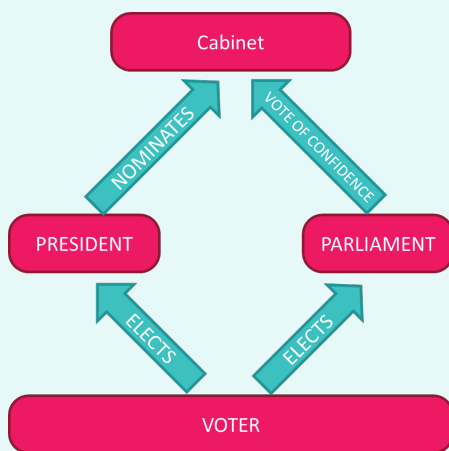 Cabinet
NOMINATES
VOTE OF CONFIDENCE
PRESIDENT
PARLIAMENT
ELECTS
ELECTS
VOTER